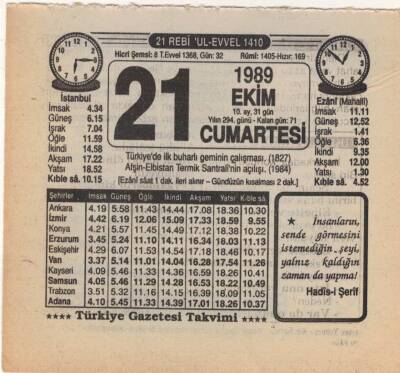 21 REBİ 'UL-EVVEL 1410
Hicrî Şemsî: 8 T.Evvel 1368, Gün: 32 Rûmi: 1405-Hızır: 169
İstanbul
İmsak 4.34
Güneş 6.15
İşrak 7.04
Öğle 11.59
İkindi 14.58
Akşam 17.22
Yatsı 18.52
Kıble sâ. 10.15
21
1989
EKİM
10. ay, 31 gün
Yılın 294, günü - Kalan gün: 71
CUMARTESİ
Türkiye'de ilk buharlı geminin çalışması. (1827)
Afşin-Elbistan Termik Santrali'nin açılışı. (1984)
[Ezânî sâat 1 dak. ileri alınır – Gündüzün kısalması 2 dak.]
Ezânî (Mahallî)
İmsak 11.11
Güneş 12.52
İşrak 1.41
Öğle 6.36
İkindi 9.35
Akşam 12.00
Yatsı 1.30
Kıble sâ. 4.52
Şehirler İmsak Güneş Öğle İkindi Akşam Yatsı Kıble sâ.
Ankara 4.19 5.58 11.43 14.44 17.08 18.36 10.30
İzmir 4.42 6.19 12.06 15.09 17.33 18.59 9.55
Konya 4.21 5.57 11.45 14.49 17.12 18.38 10.22
Erzurum 3.45 5.24 11.10 14.11 16.34 18.03 11.13
Eskişehir 4.29 6.07 11.53 14.54 17.18 18.46 10.17
Van 3.37 5.14 11.01 14.04 16.28 17.54 11.26
Kayseri 4.09 5.46 11.33 14.36 16.59 18.26 10.46
Samsun 4.05 5.46 11.29 14.28 16.53 18.22 10.49
Trabzon 3.51 5.32 11.16 14.15 16.39 18.09 11.05
Adana 4.10 5.45 11.33 14.39 17.01 18.26 10.37
★ İnsanların,
sende görmesini
istemediğin şeyi,
yalnız kaldığın
zaman da yapma!
Hadîs-i Şerîf
★★★★ Türkiye Gazetesi Takvimi ★★★★